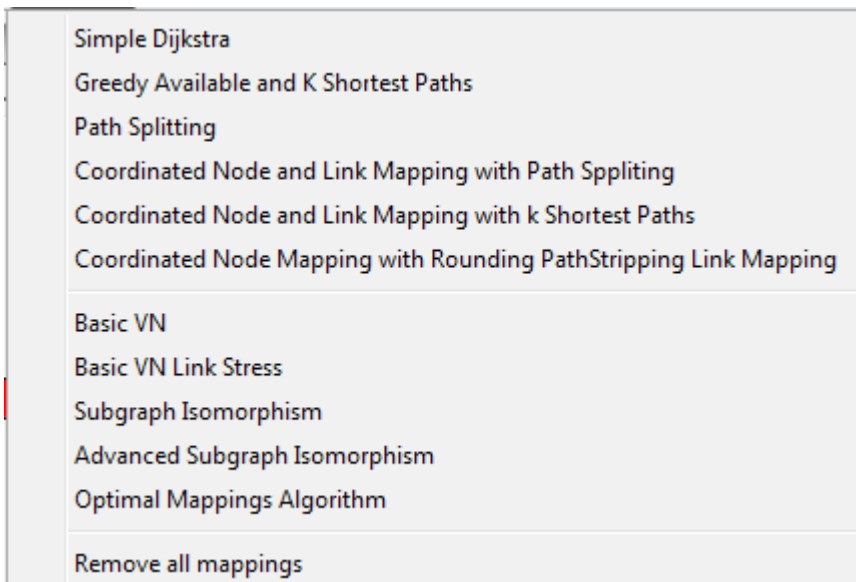 Simple Dijkstra
Greedy Available and K Shortest Paths
Path Splitting
Coordinated Node and Link Mapping with Path Sppliting
Coordinated Node and Link Mapping with k Shortest Paths
Coordinated Node Mapping with Rounding PathStripping Link Mapping
Basic VN
Basic VN Link Stress
Subgraph Isomorphism
Advanced Subgraph Isomorphism
Optimal Mappings Algorithm
Remove all mappings